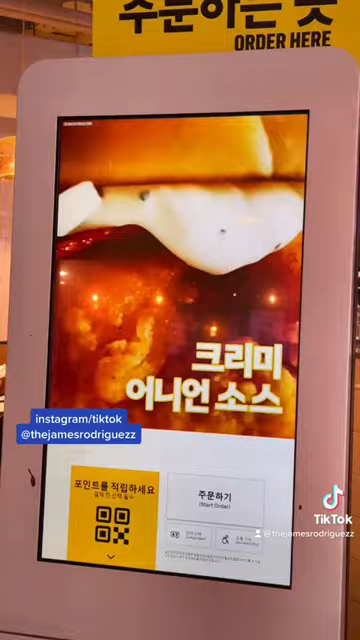 주문하는 곳
ORDER HERE
크리미
어니언 소스
instagram/tiktok
@thejamesrodriguezz
포인트를 적립하세요
주문하기
(Start Order)
TikTok
@thejamesrodriguezz